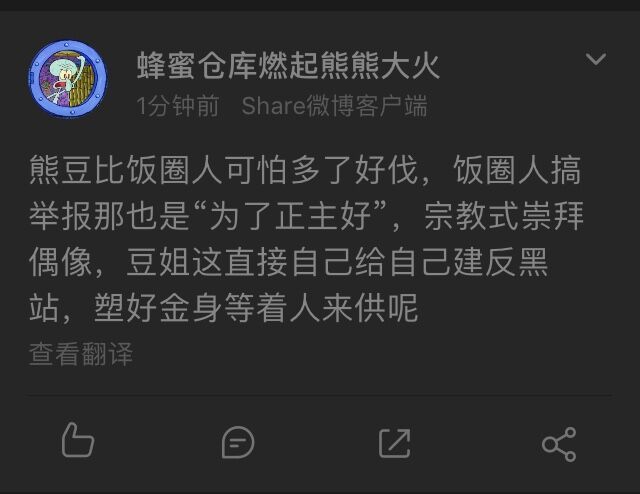 蜂蜜仓库燃起熊熊大火
1分钟前 Share微博客户端
熊豆比饭圈人可怕多了好伐，饭圈人搞
举报那也是“为了正主好”，宗教式崇拜
偶像，豆姐这直接自己给自己建反黑
站，塑好金身等着人来供呢
查看翻译